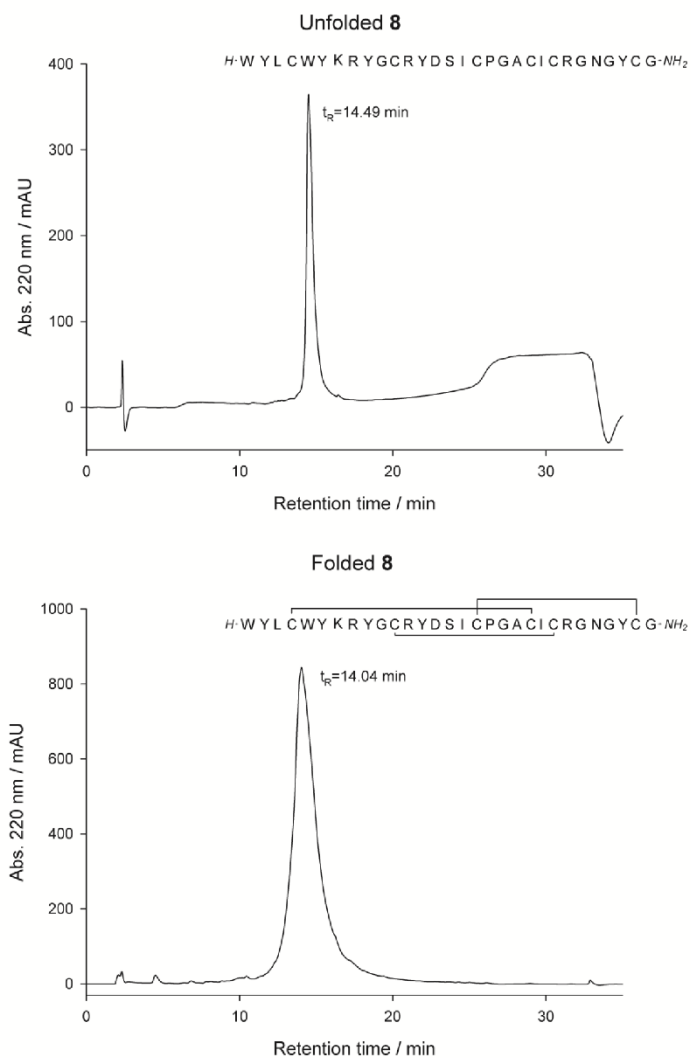 Unfolded 8
H-WYLCWYKRYGCRYDSICPGACICRGNGYCG-NH2
400
tR=14.49 min
300
200
100
0
Abs. 220 nm / mAU
0 10 20 30
Retention time / min
Folded 8
1000
H-WYLCWYKRYGCRYDSICPGACICRGNGYCG-NH2
tR=14.04 min
800
600
400
200
0
Abs. 220 nm / mAU
0 10 20 30
Retention time / min